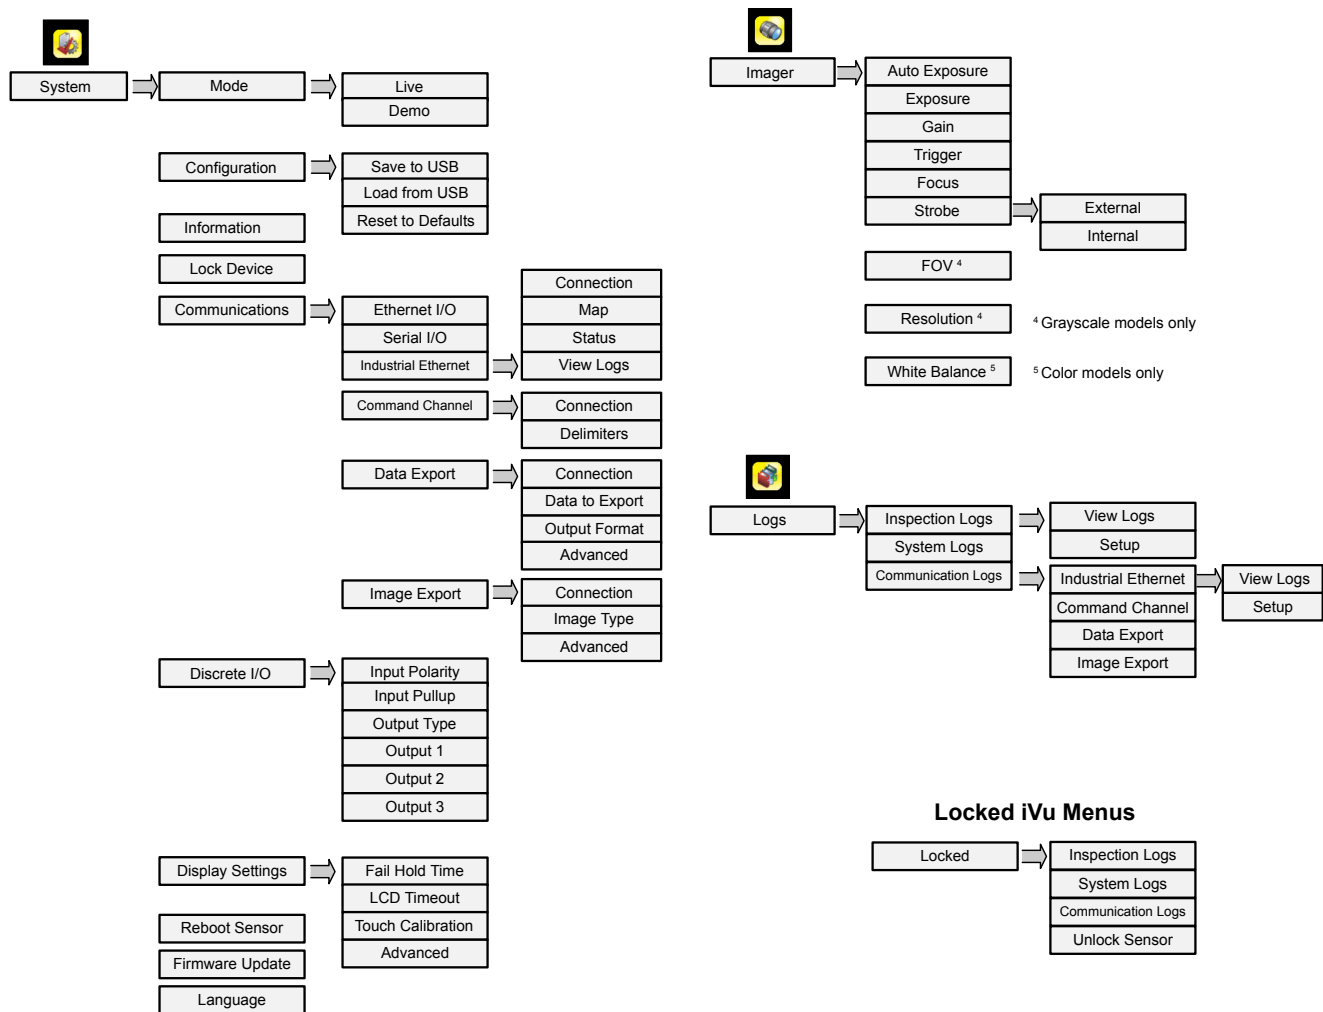 System
Mode
Live
Demo
Configuration
Save to USB
Load from USB
Reset to Defaults
Information
Lock Device
Communications
Ethernet I/O
Serial I/O
Industrial Ethernet
Connection
Map
Status
View Logs
Command Channel
Connection
Delimiters
Data Export
Connection
Data to Export
Output Format
Advanced
Image Export
Connection
Image Type
Advanced
Discrete I/O
Input Polarity
Input Pullup
Output Type
Output 1
Output 2
Output 3
Display Settings
Fail Hold Time
LCD Timeout
Touch Calibration
Advanced
Reboot Sensor
Firmware Update
Language
Imager
Auto Exposure
Exposure
Gain
Trigger
Focus
Strobe
External
Internal
FOV ⁴
Resolution ⁴
⁴ Grayscale models only
White Balance ⁵
⁵ Color models only
Logs
Inspection Logs
View Logs
Setup
System Logs
Communication Logs
Industrial Ethernet
View Logs
Setup
Command Channel
Data Export
Image Export
Locked iVu Menus
Locked
Inspection Logs
System Logs
Communication Logs
Unlock Sensor